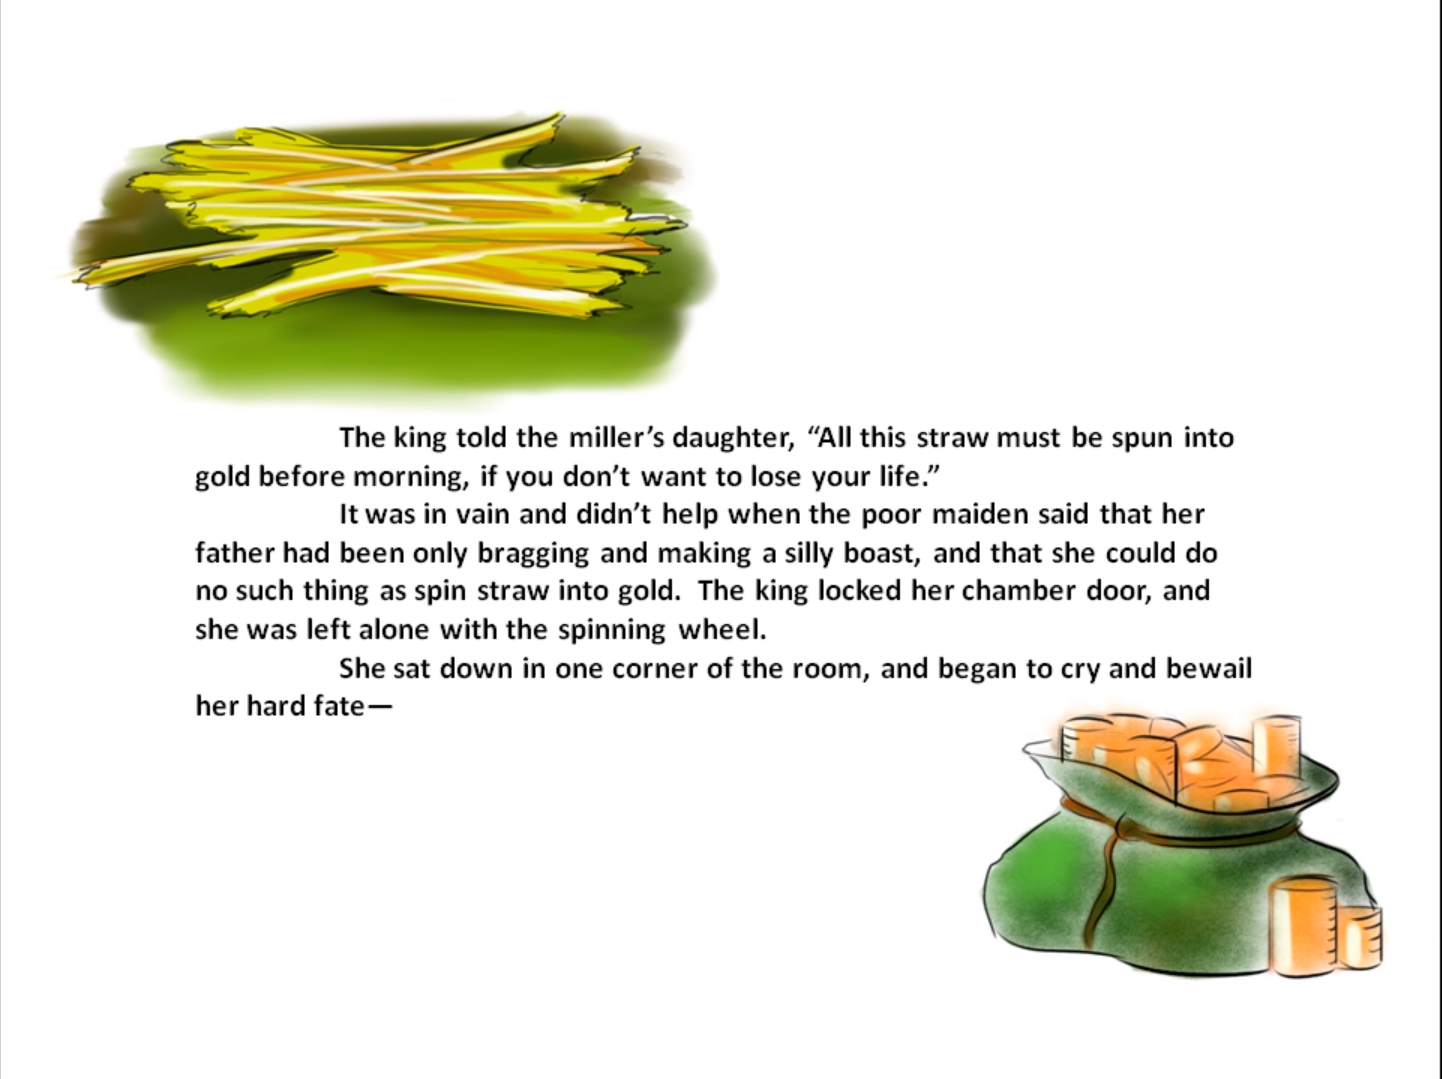 The king told the miller’s daughter, “All this straw must be spun into
gold before morning, if you don’t want to lose your life.”
It was in vain and didn’t help when the poor maiden said that her
father had been only bragging and making a silly boast, and that she could do
no such thing as spin straw into gold.  The king locked her chamber door, and
she was left alone with the spinning wheel.
She sat down in one corner of the room, and began to cry and bewail
her hard fate—